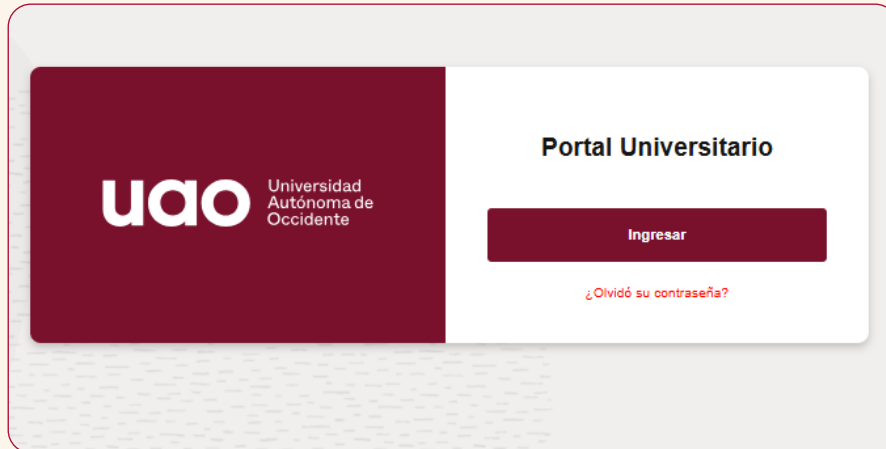 uao
Universidad
Autónoma de
Occidente
Portal Universitario
Ingresar
¿Olvidó su contraseña?